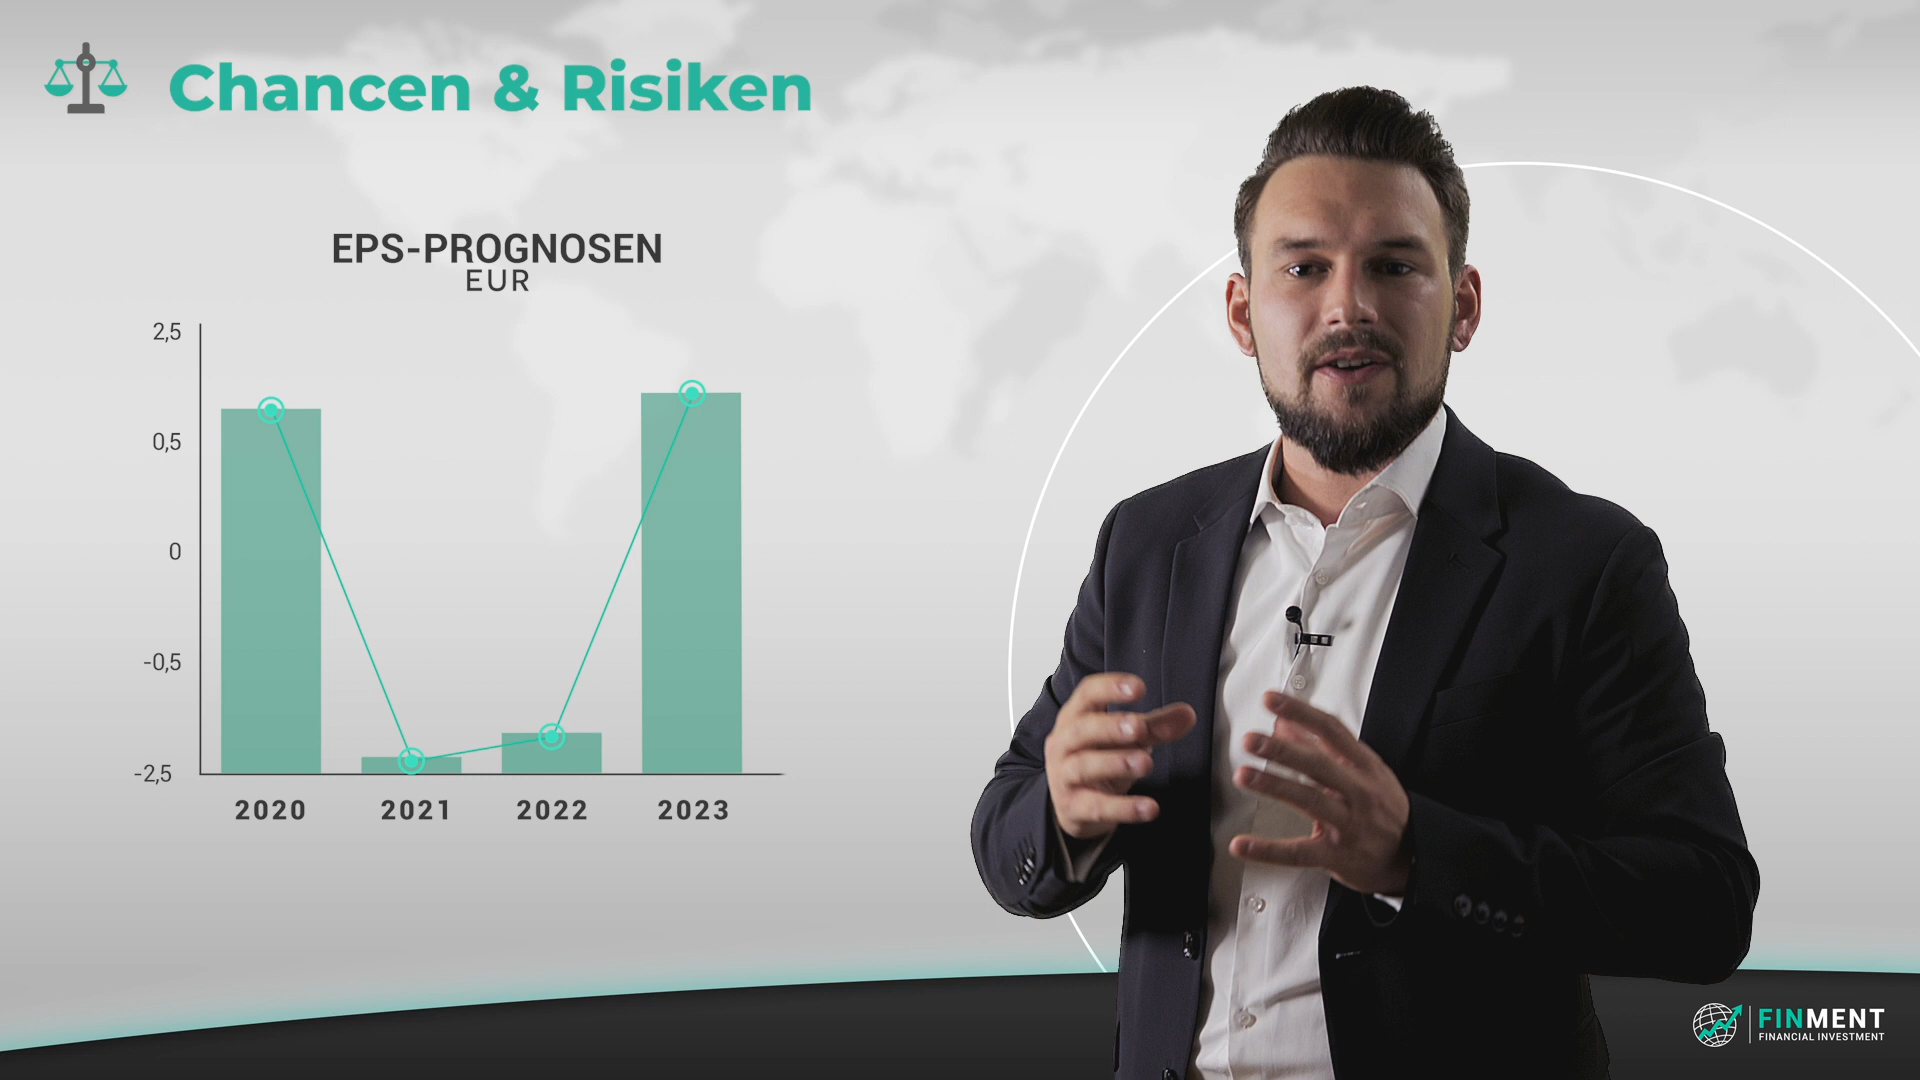 Chancen & Risiken
EPS-PROGNOSEN
EUR
2,5
0,5
0
-0,5
-2,5
2020 2021 2022 2023
FINMENT
FINANCIAL INVESTMENT